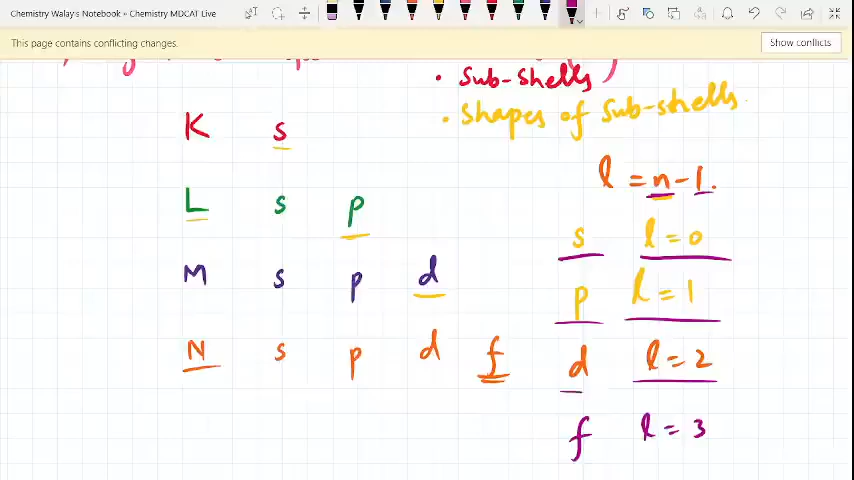 Chemistry Walay's Notebook » Chemistry MDCAT Live
This page contains conflicting changes.
Show conflicts
• Sub-Shells
• Shapes of Sub-shells.
K s
L s p
M s p d
N s p d f
l = n - 1.
s l = 0
p l = 1
d l = 2
f l = 3